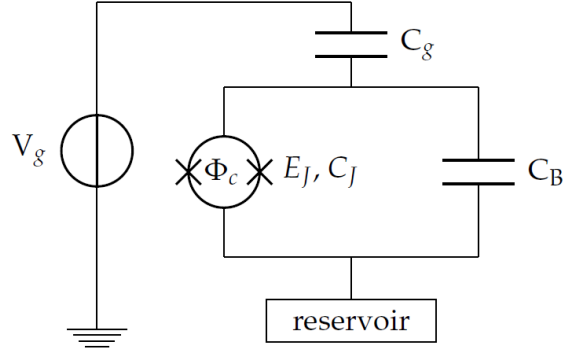 C_g
V_g
Φ_c
E_J, C_J
C_B
reservoir